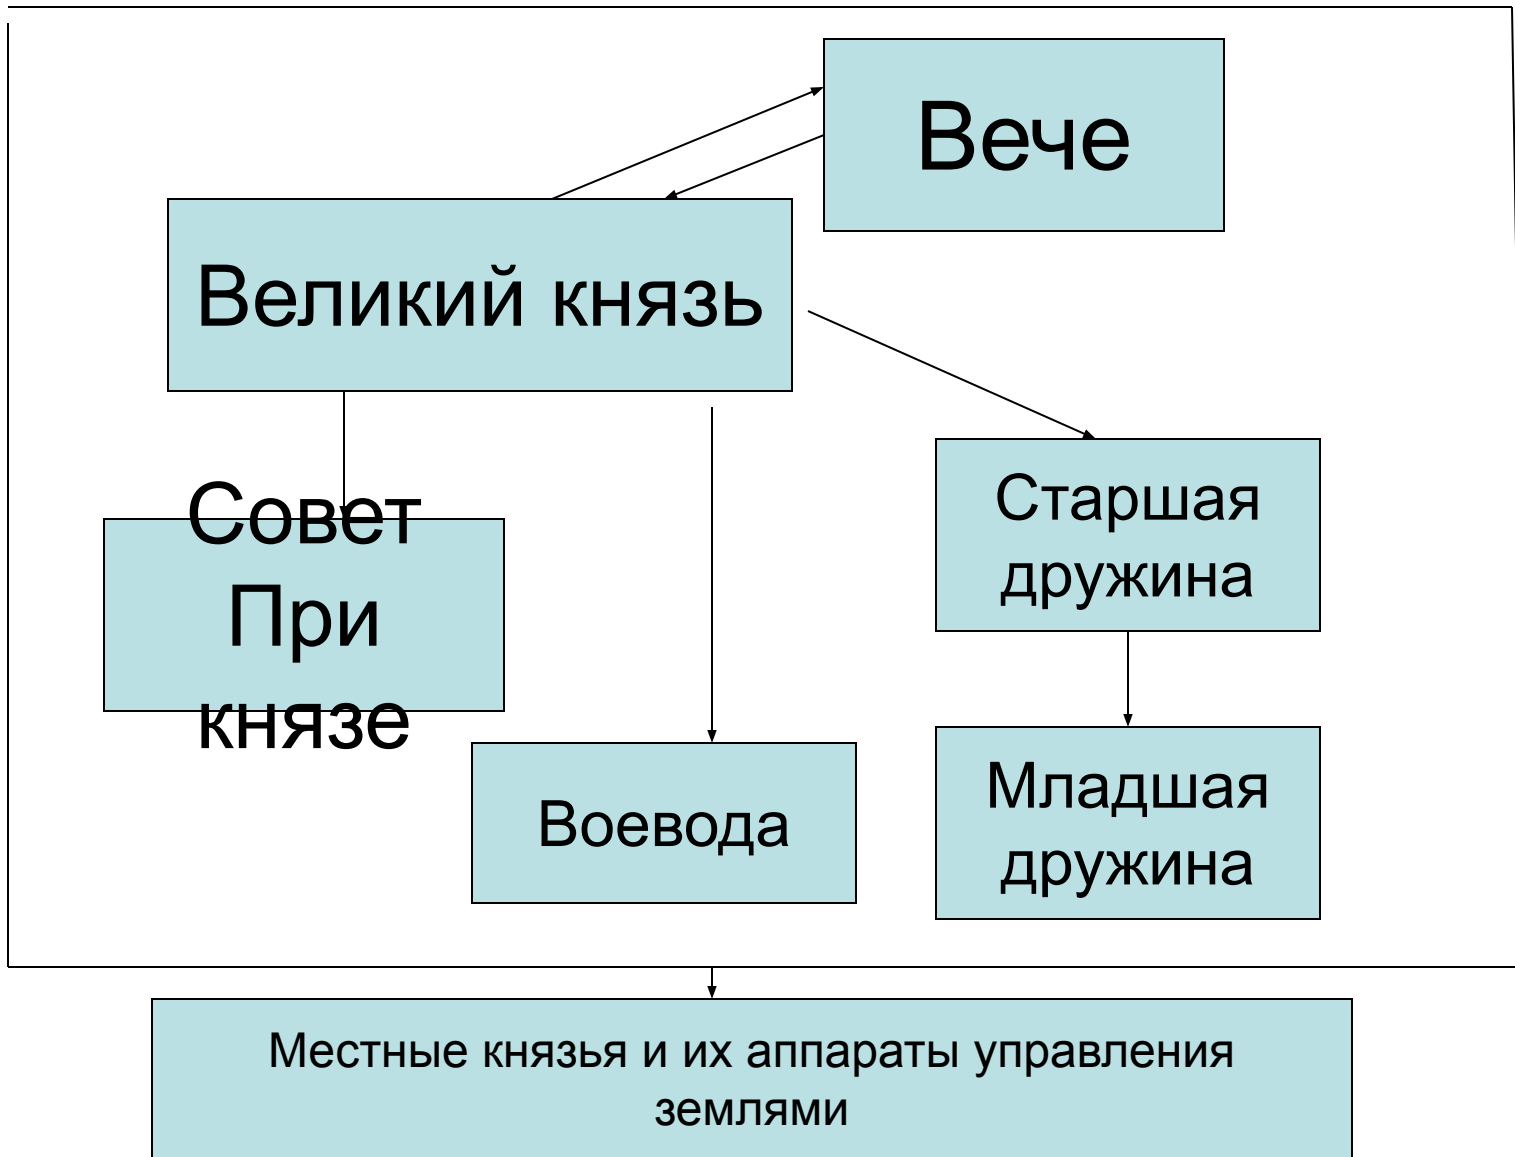 Вече
Великий князь
Совет
При
князе
Старшая
дружина
Воевода
Младшая
дружина
Местные князья и их аппараты управления
землями